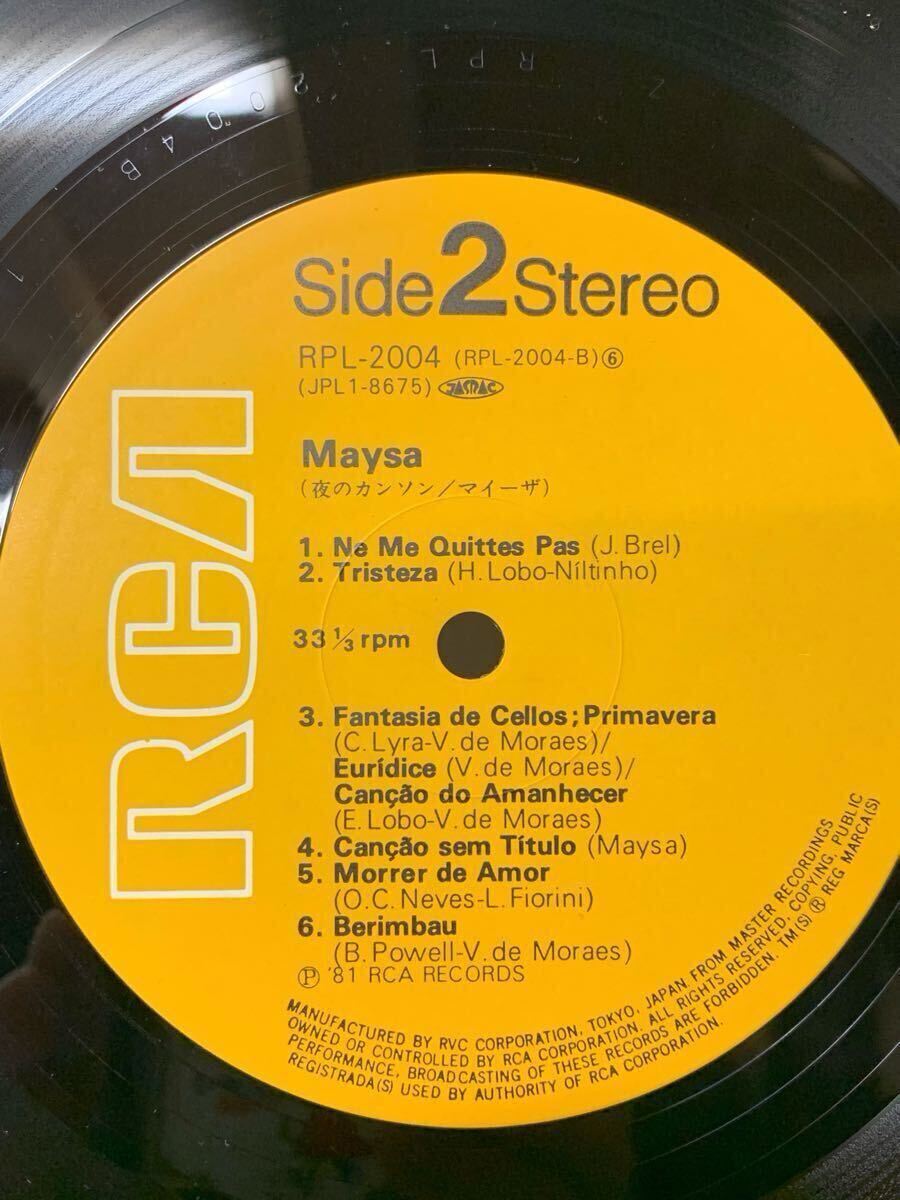 RPL
2004B
1
RCA
Side 2 Stereo
RPL-2004 (RPL-2004-B)⑥
(JPL1-8675) JASRAC
Maysa
(夜のカンソン/マイーザ)
1. Ne Me Quittes Pas (J. Brel)
2. Tristeza (H. Lobo-Níltinho)
33 1/3 rpm
3. Fantasia de Cellos; Primavera
(C. Lyra-V. de Moraes)/
Eurídice (V. de Moraes)/
Canção do Amanhecer
(E. Lobo-V. de Moraes)
4. Canção sem Título (Maysa)
5. Morrer de Amor
(O. C. Neves-L. Fiorini)
6. Berimbau
(B. Powell-V. de Moraes)
Ⓟ '81 RCA RECORDS
MANUFACTURED BY RVC CORPORATION, TOKYO, JAPAN FROM MASTER RECORDINGS
OWNED OR CONTROLLED BY RCA CORPORATION. ALL RIGHTS RESERVED. COPYING, PUBLIC
PERFORMANCE, BROADCASTING OF THESE RECORDS ARE FORBIDDEN. TM(S) ® REG MARCA(S)
REGISTRADA(S) USED BY AUTHORITY OF RCA CORPORATION.